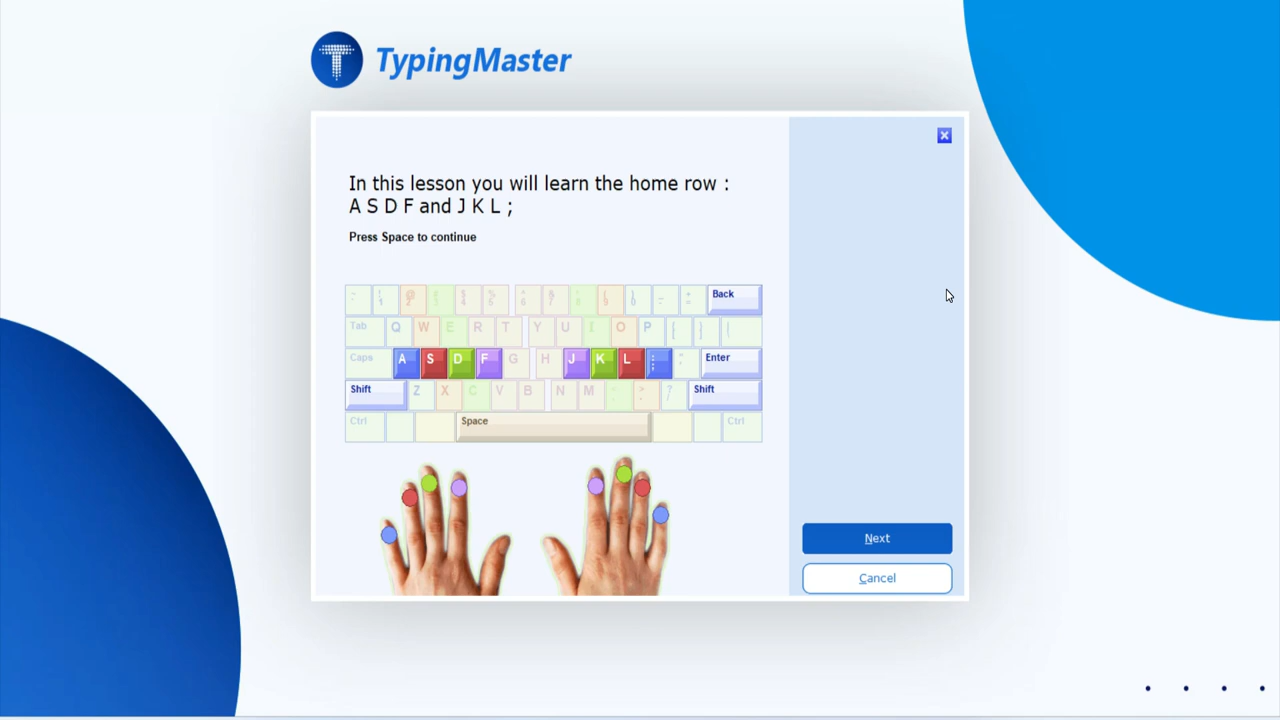 TypingMaster
In this lesson you will learn the home row :
A S D F and J K L ;
Press Space to continue
Back
Tab Q W E R T Y U I O P [ ]
Caps A S D F G H J K L ; Enter
Shift Z X C V B N M Shift
Ctrl Space Ctrl
Next
Cancel